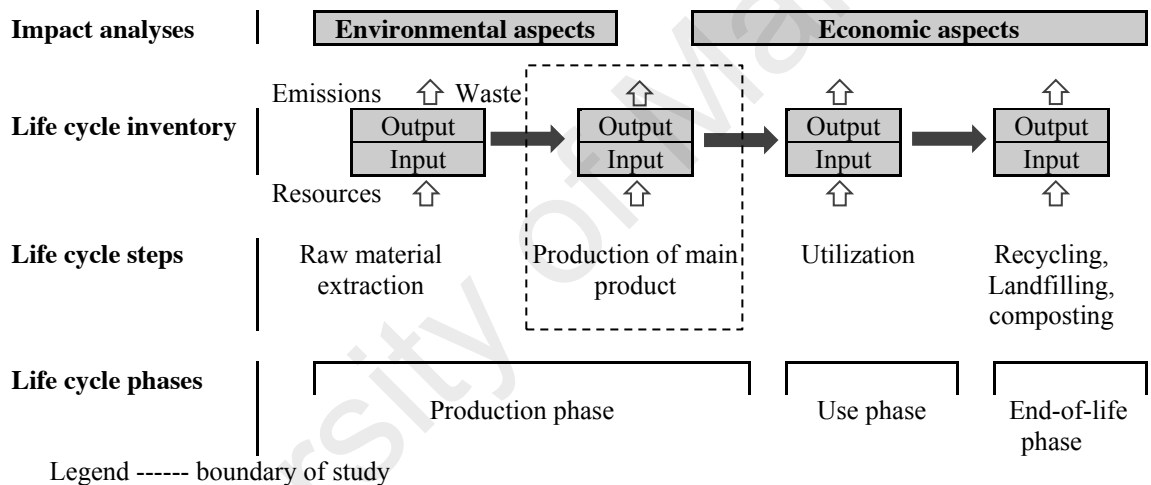 Impact analyses
Environmental aspects
Economic aspects
Emissions
Waste
Life cycle inventory
Output
Input
Output
Input
Output
Input
Output
Input
Resources
Life cycle steps
Raw material
extraction
Production of main
product
Utilization
Recycling,
Landfilling,
composting
Life cycle phases
Production phase
Use phase
End-of-life
phase
Legend ------ boundary of study